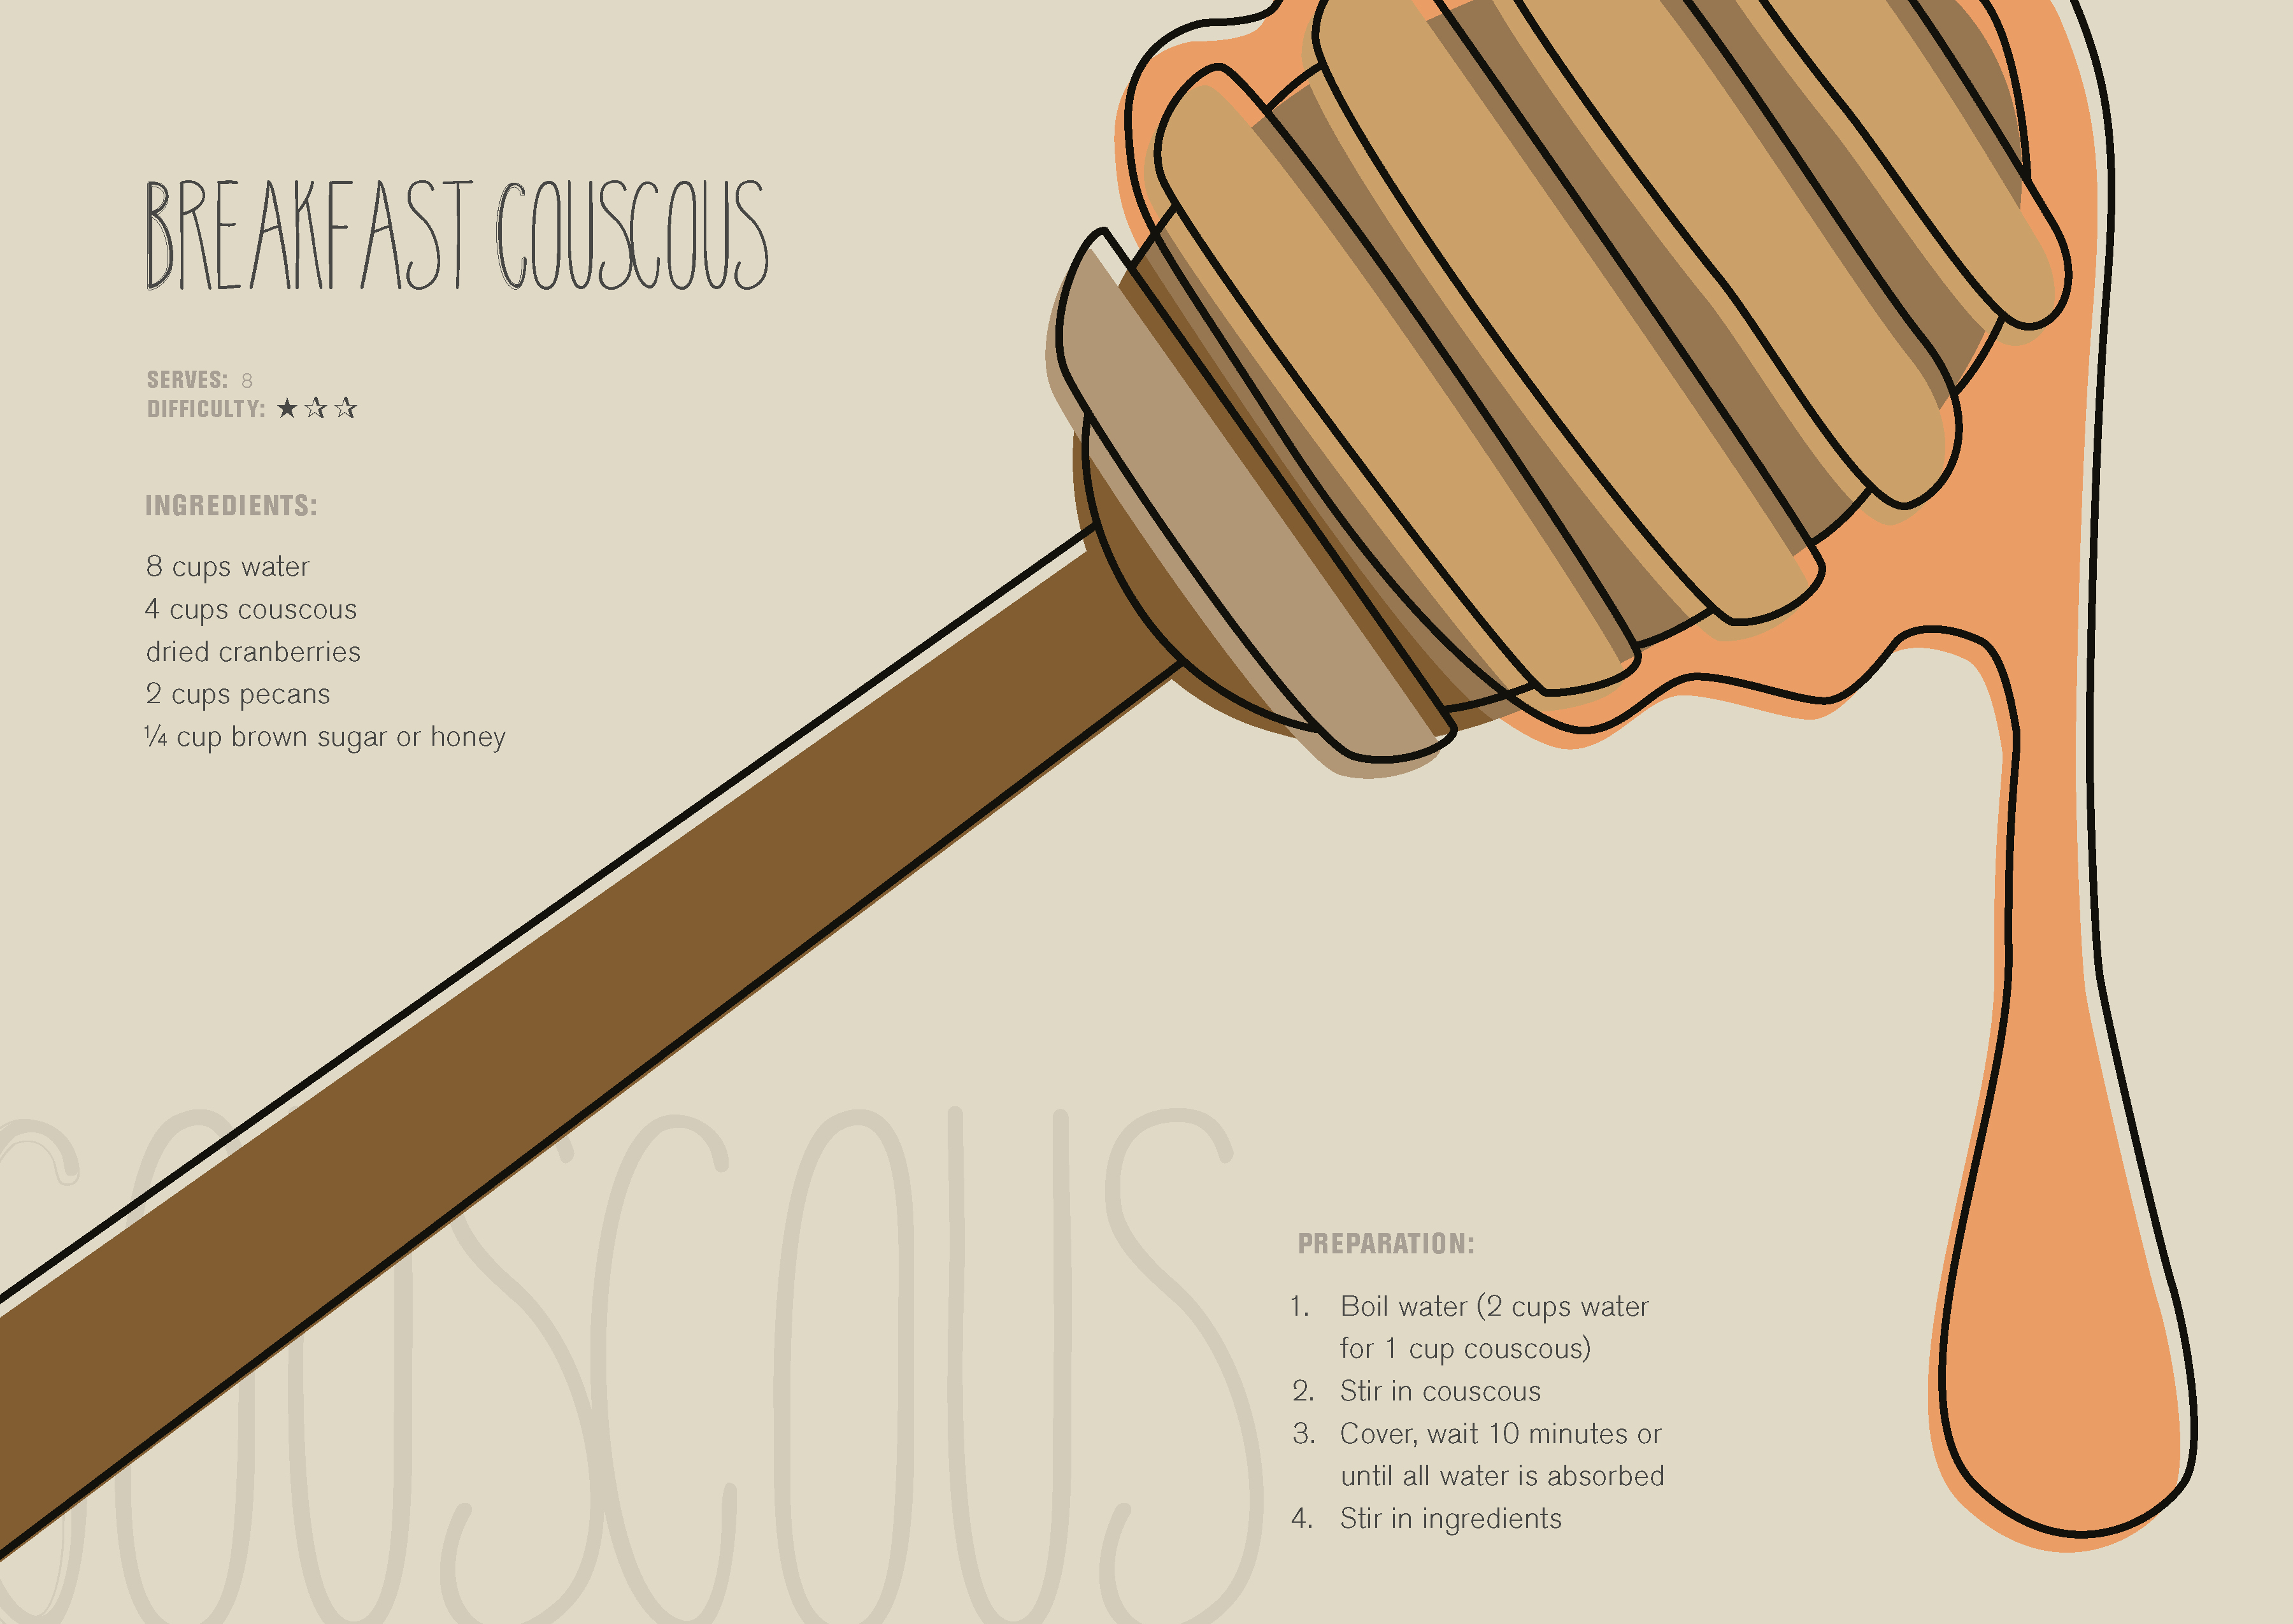 BREAKFAST COUSCOUS
SERVES: 8
DIFFICULTY: ★☆☆
INGREDIENTS:
8 cups water
4 cups couscous
dried cranberries
2 cups pecans
¼ cup brown sugar or honey
COUSCOUS
PREPARATION:
1. Boil water (2 cups water
for 1 cup couscous)
2. Stir in couscous
3. Cover, wait 10 minutes or
until all water is absorbed
4. Stir in ingredients